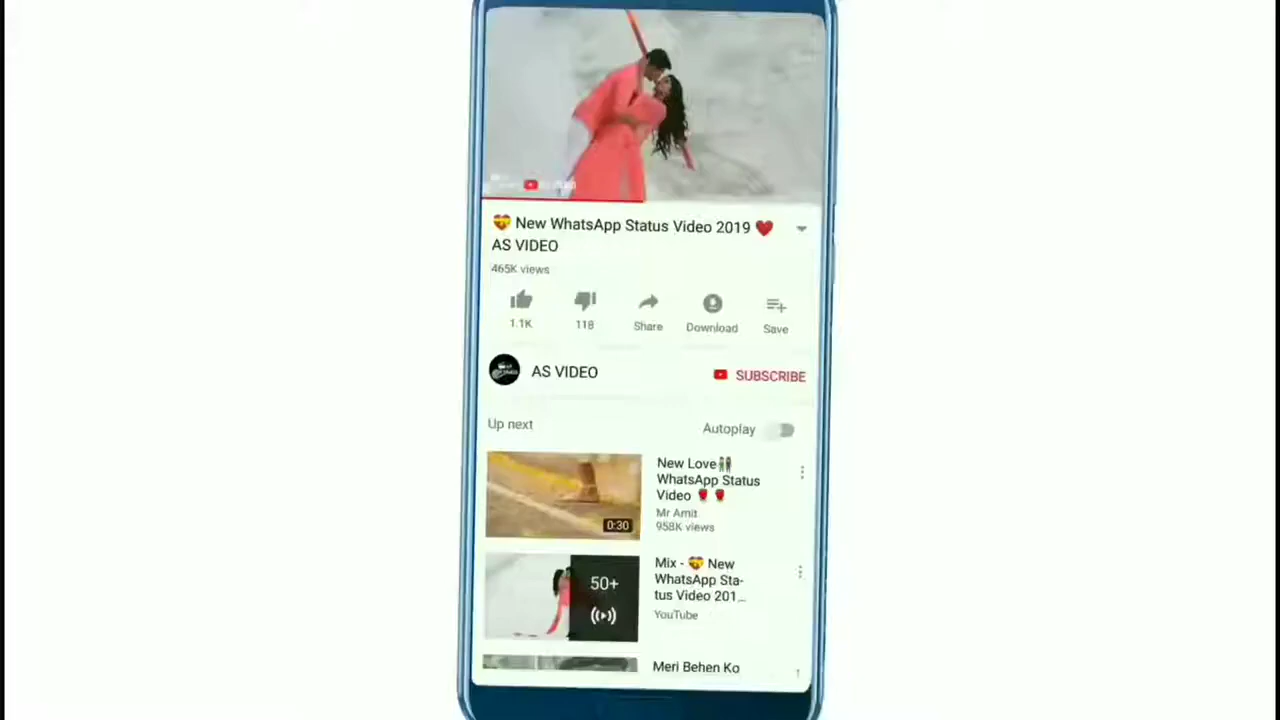 💝 New WhatsApp Status Video 2019 ❤️
AS VIDEO
465K views
1.1K
118
Share
Download
Save
AS VIDEO
SUBSCRIBE
Up next
Autoplay
New Love👭
WhatsApp Status
Video 🌹 🌹
Mr Amit
958K views
0:30
Mix - 💝 New
WhatsApp Sta-
tus Video 201...
YouTube
50+
Meri Behen Ko